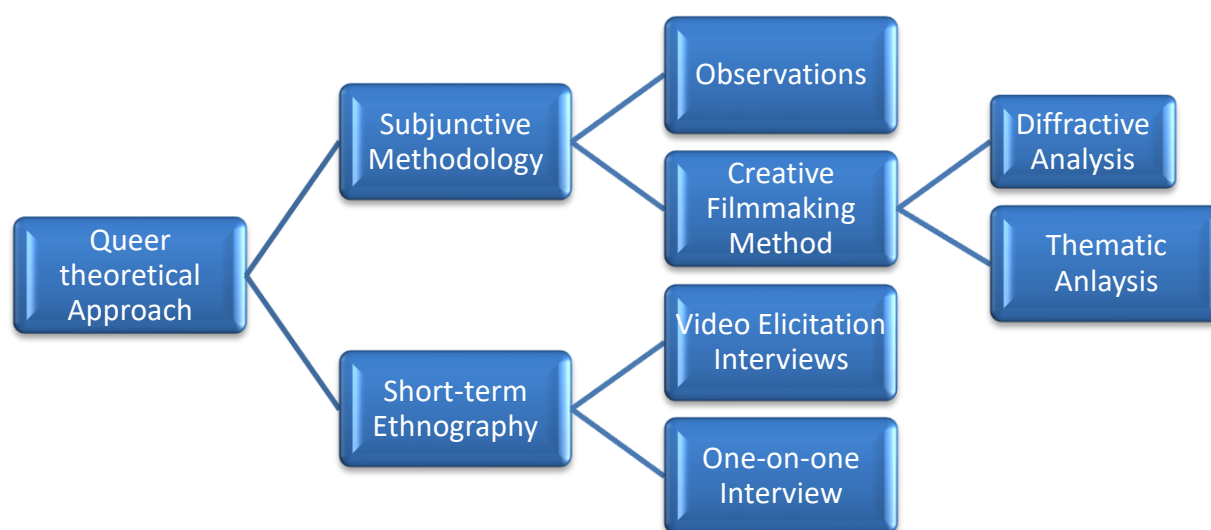 Queer
theoretical
Approach
Subjunctive
Methodology
Observations
Creative
Filmmaking
Method
Diffractive
Analysis
Thematic
Anlaysis
Short-term
Ethnography
Video Elicitation
Interviews
One-on-one
Interview